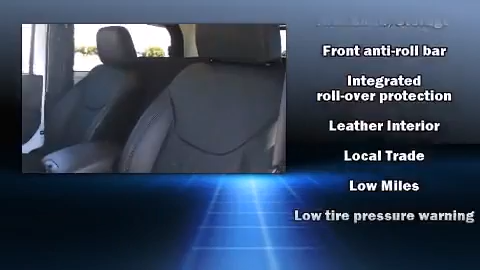 Front anti-roll bar
Integrated
roll-over protection
Leather Interior
Local Trade
Low Miles
Low tire pressure warning